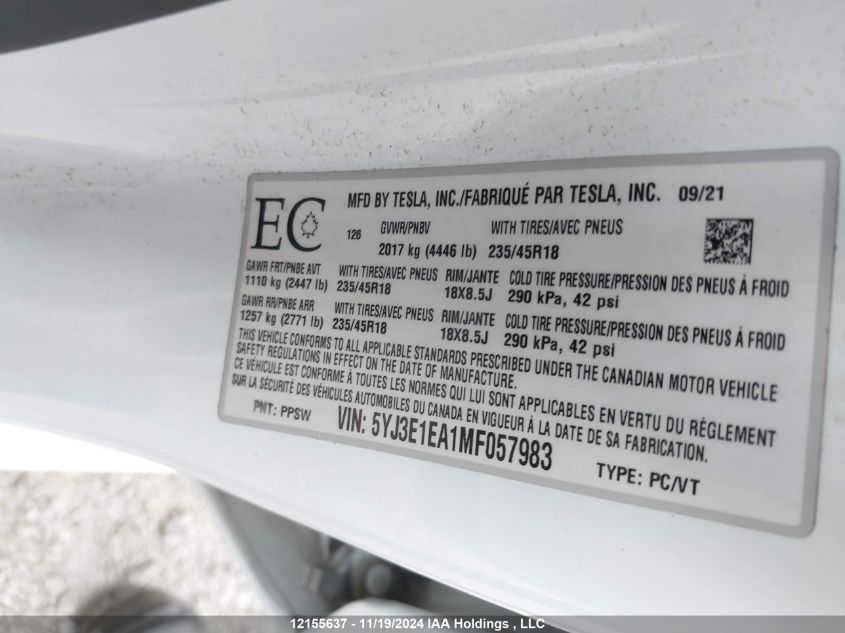 MFD BY TESLA, INC./FABRIQUÉ PAR TESLA, INC. 09/21
EC
126 GVWR/PNBV WITH TIRES/AVEC PNEUS
2017 kg (4446 lb) 235/45R18
GAWR FRT/PNBE AVT WITH TIRES/AVEC PNEUS RIM/JANTE COLD TIRE PRESSURE/PRESSION DES PNEUS À FROID
1110 kg (2447 lb) 235/45R18 18X8.5J 290 kPa, 42 psi
GAWR RR/PNBE ARR WITH TIRES/AVEC PNEUS RIM/JANTE COLD TIRE PRESSURE/PRESSION DES PNEUS À FROID
1257 kg (2771 lb) 235/45R18 18X8.5J 290 kPa, 42 psi
THIS VEHICLE CONFORMS TO ALL APPLICABLE STANDARDS PRESCRIBED UNDER THE CANADIAN MOTOR VEHICLE
SAFETY REGULATIONS IN EFFECT ON THE DATE OF MANUFACTURE.
CE VÉHICULE EST CONFORME À TOUTES LES NORMES QUI LUI SONT APPLICABLES EN VERTU DU RÈGLEMENT
SUR LA SÉCURITÉ DES VÉHICULES AUTOMOBILES DU CANADA EN VIGUEUR À LA DATE DE SA FABRICATION.
PNT: PPSW VIN: 5YJ3E1EA1MF057983 TYPE: PC/VT
12155637 - 11/19/2024 IAA Holdings , LLC